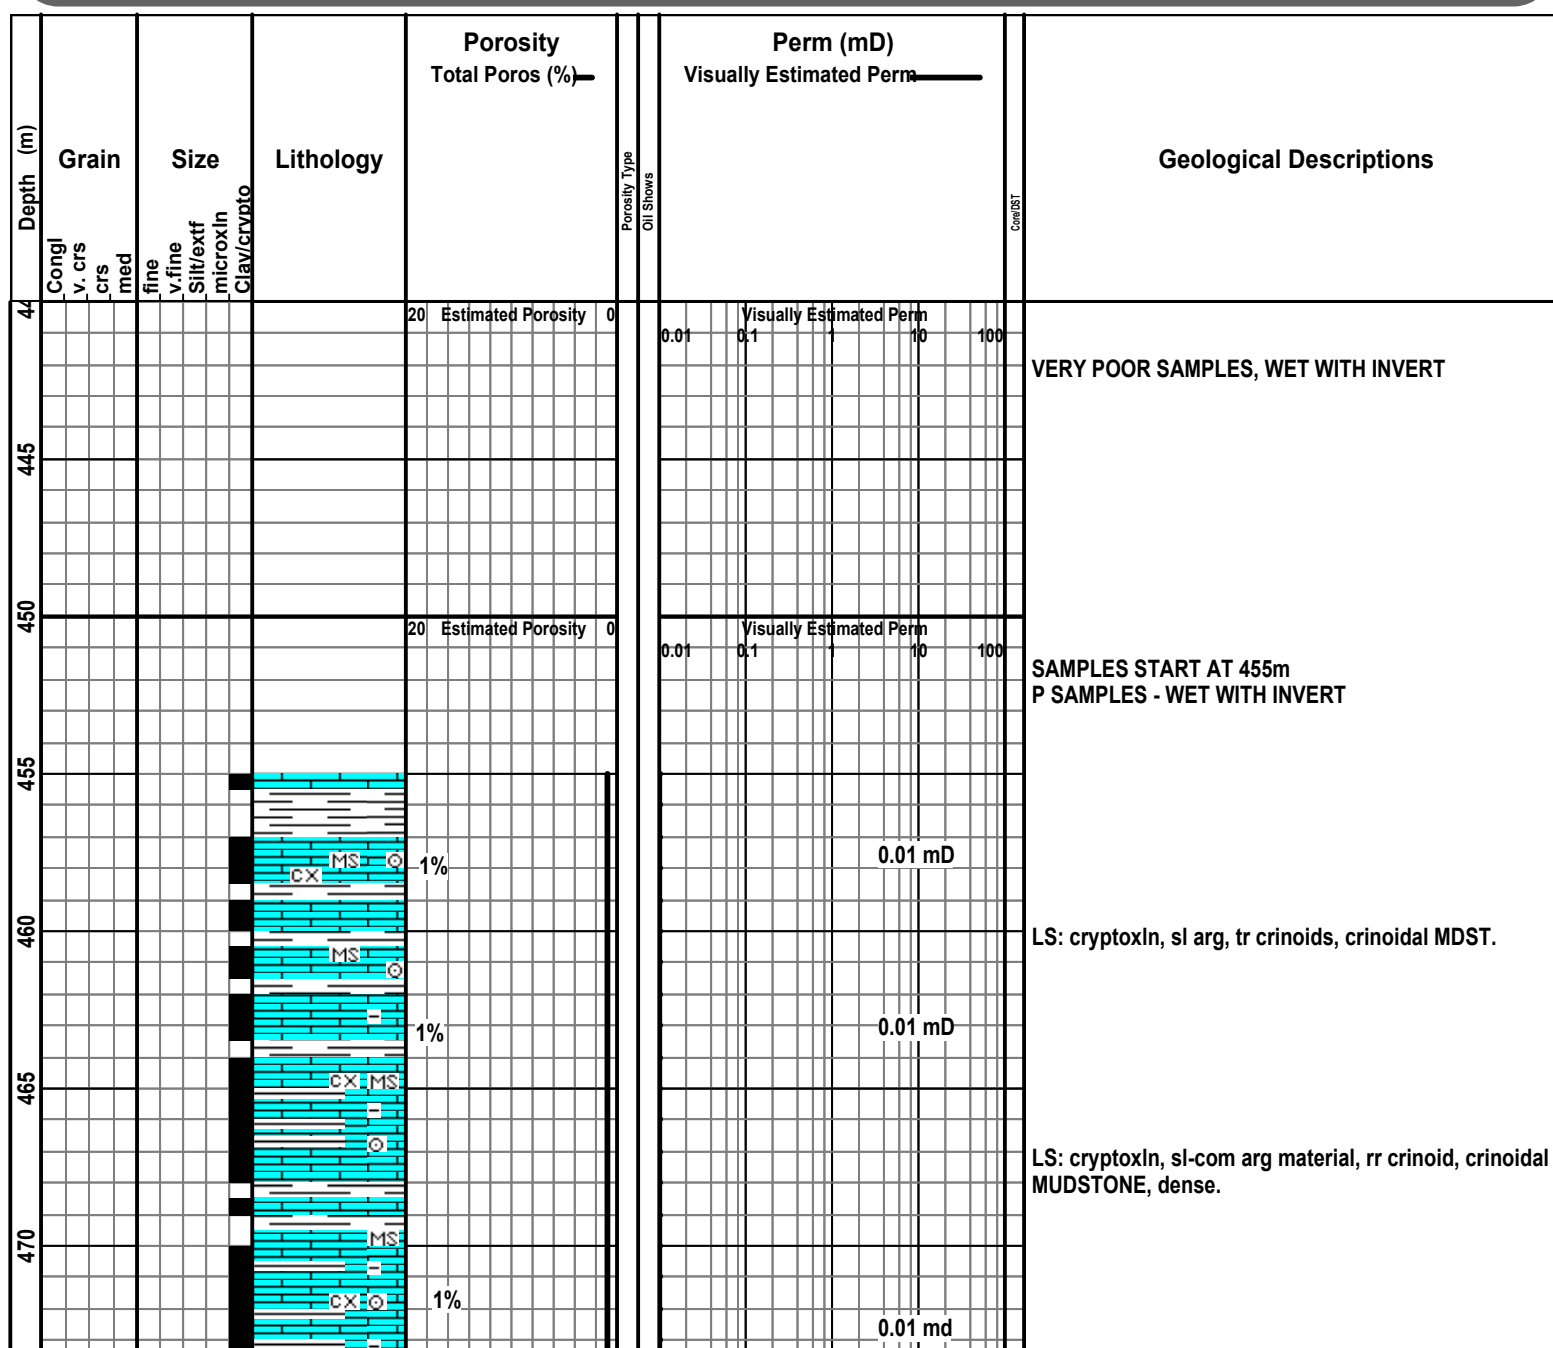 Porosity
Total Poros (%)
Perm (mD)
Visually Estimated Perm
Depth (m)
Grain
Size
Lithology
Porosity Type
Oil Shows
Core/DST
Geological Descriptions
Congl
v. crs
crs
med
fine
v.fine
Silt/extf
microxln
Clay/crypto
44
20 Estimated Porosity 0
Visually Estimated Perm
0.01 0.1 1 10 100
VERY POOR SAMPLES, WET WITH INVERT
445
450
20 Estimated Porosity 0
Visually Estimated Perm
0.01 0.1 1 10 100
SAMPLES START AT 455m
P SAMPLES - WET WITH INVERT
455
MS
CX
1%
0.01 mD
460
MS
LS: cryptoxln, sl arg, tr crinoids, crinoidal MDST.
1%
0.01 mD
465
CX MS
LS: cryptoxln, sl-com arg material, rr crinoid, crinoidal
MUDSTONE, dense.
470
MS
CX
1%
0.01 md